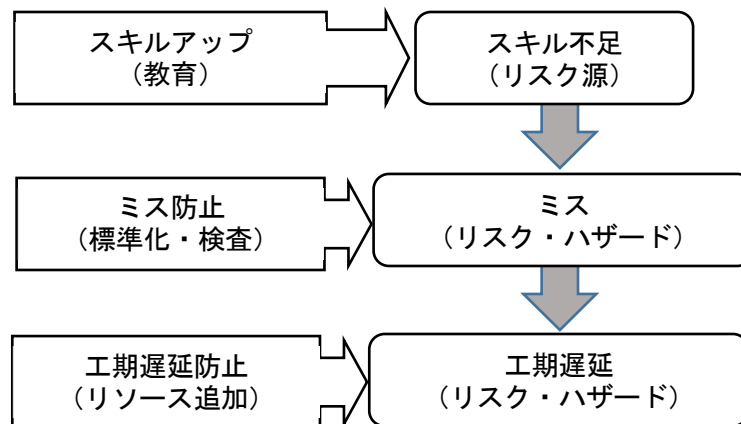 スキルアップ
（教育）
スキル不足
（リスク源）
ミス防止
（標準化・検査）
ミス
（リスク・ハザード）
工期遅延防止
（リソース追加）
工期遅延
（リスク・ハザード）